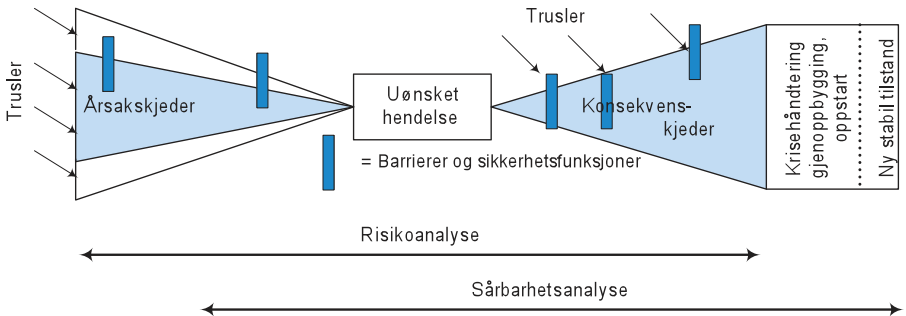 Trusler
Årsakskjeder
Uønsket
hendelse
Trusler
Konsekvens-
kjeder
Krisehåndtering
gjenoppbygging,
oppstart
Ny stabil tilstand
= Barrierer og sikkerhetsfunksjoner
Risikoanalyse
Sårbarhetsanalyse